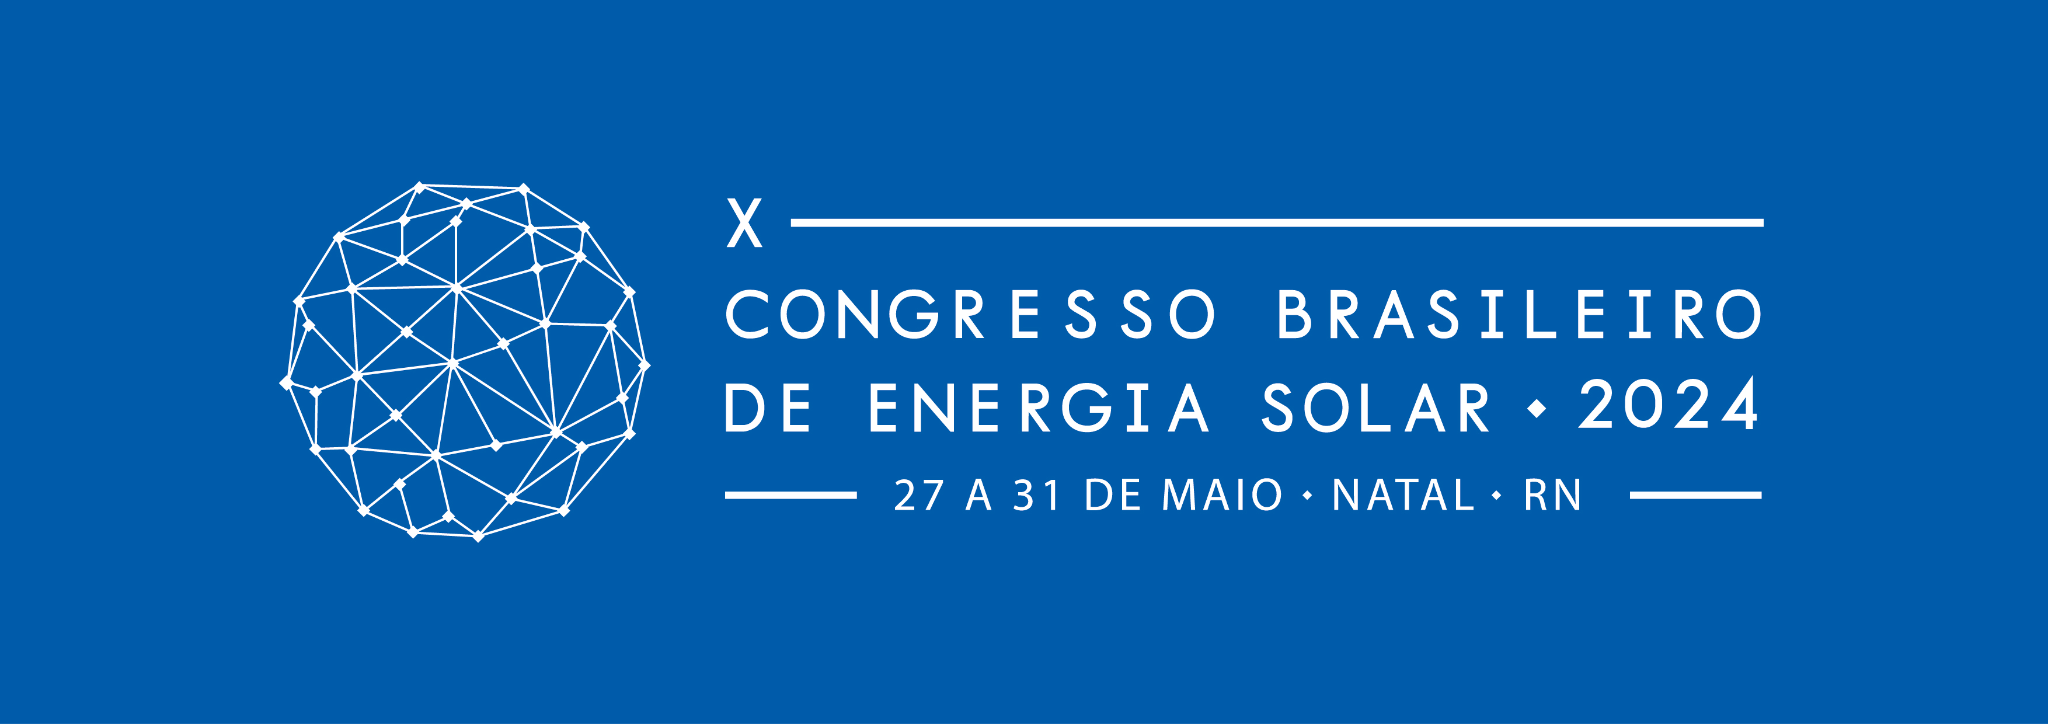 X
CONGRESSO BRASILEIRO
DE ENERGIA SOLAR · 2024
27 A 31 DE MAIO · NATAL · RN